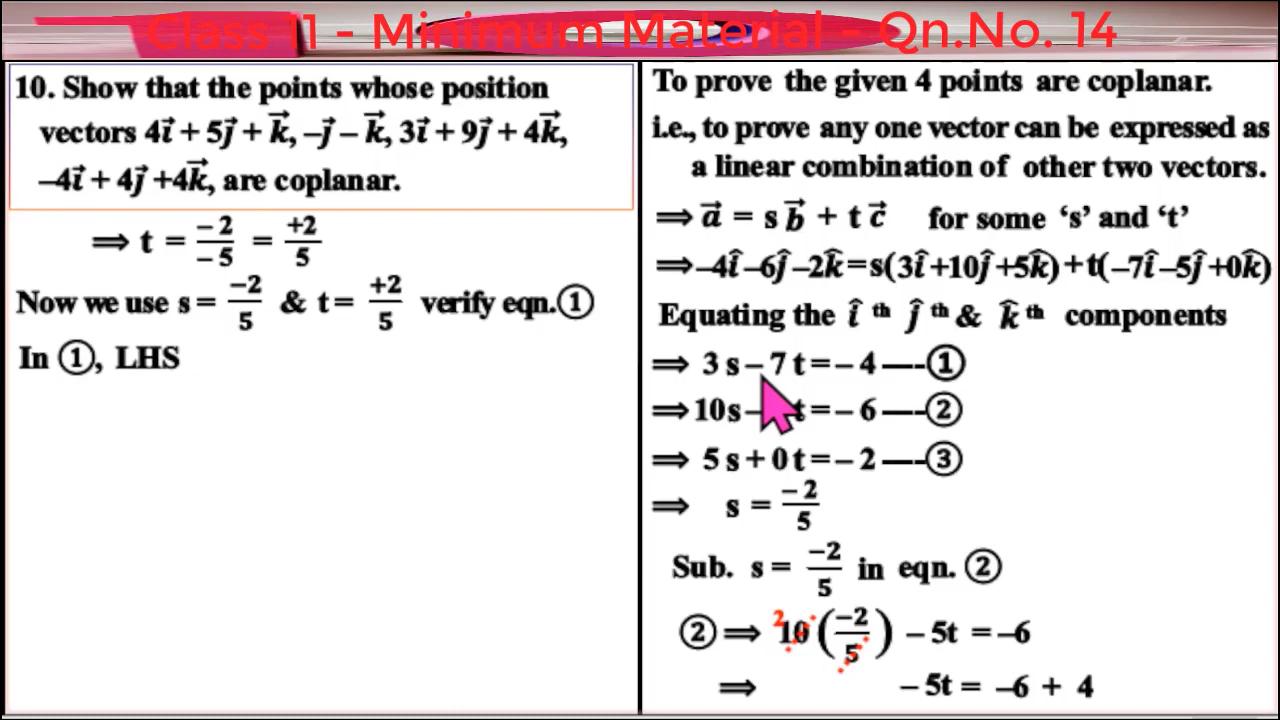 Class 11 - Minimum Material - Qn.No. 14
10. Show that the points whose position
vectors 4i⃗ + 5j⃗ + k⃗, –j⃗ – k⃗, 3i⃗ + 9j⃗ + 4k⃗,
–4i⃗ + 4j⃗ +4k⃗, are coplanar.
⟹ t = –2/–5 = +2/5
Now we use s = –2/5 & t = +2/5 verify eqn.①
In ①, LHS
To prove the given 4 points are coplanar.
i.e., to prove any one vector can be expressed as
a linear combination of other two vectors.
⟹ a⃗ = s b⃗ + t c⃗ for some ‘s’ and ‘t’
⟹ –4î –6ĵ –2k̂ = s(3î +10ĵ +5k̂) + t(–7î –5ĵ +0k̂)
Equating the î th ĵ th & k̂ th components
⟹ 3 s – 7 t = – 4 —-①
⟹ 10s – t = – 6 —-②
⟹ 5 s + 0 t = – 2 —-③
⟹ s = –2/5
Sub. s = –2/5 in eqn. ②
② ⟹ 2 10 (–2/5) – 5t = –6
⟹ – 5t = –6 + 4